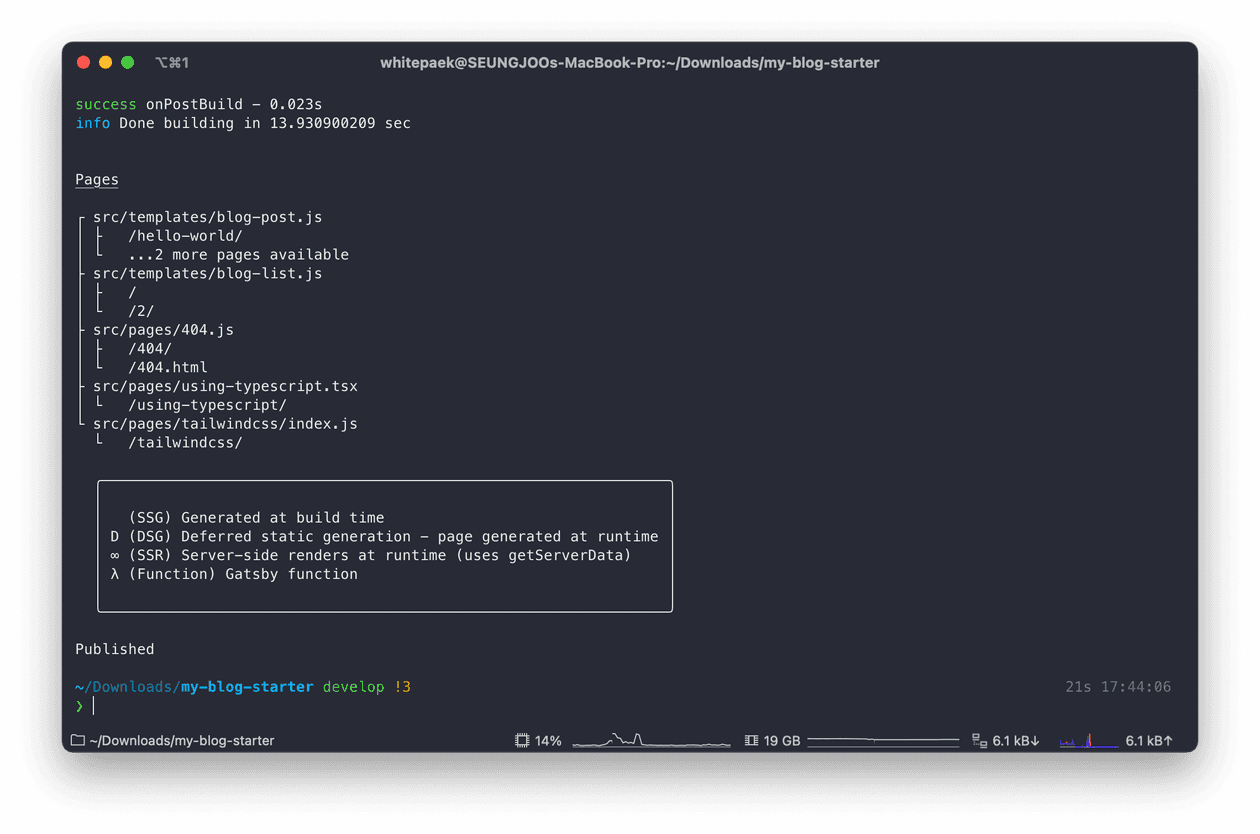 ⌥⌘1 whitepaek@SEUNGJOOs-MacBook-Pro:~/Downloads/my-blog-starter
success onPostBuild - 0.023s
info Done building in 13.930900209 sec
Pages
┌ src/templates/blog-post.js
│ ├ /hello-world/
│ └ ...2 more pages available
├ src/templates/blog-list.js
│ ├ /
│ └ /2/
├ src/pages/404.js
│ ├ /404/
│ └ /404.html
├ src/pages/using-typescript.tsx
│ └ /using-typescript/
└ src/pages/tailwindcss/index.js
  └ /tailwindcss/
(SSG) Generated at build time
D (DSG) Deferred static generation - page generated at runtime
∞ (SSR) Server-side renders at runtime (uses getServerData)
λ (Function) Gatsby function
Published
~/Downloads/my-blog-starter develop !3 21s 17:44:06
❯
~/Downloads/my-blog-starter 14% 19 GB 6.1 kB↓ 6.1 kB↑